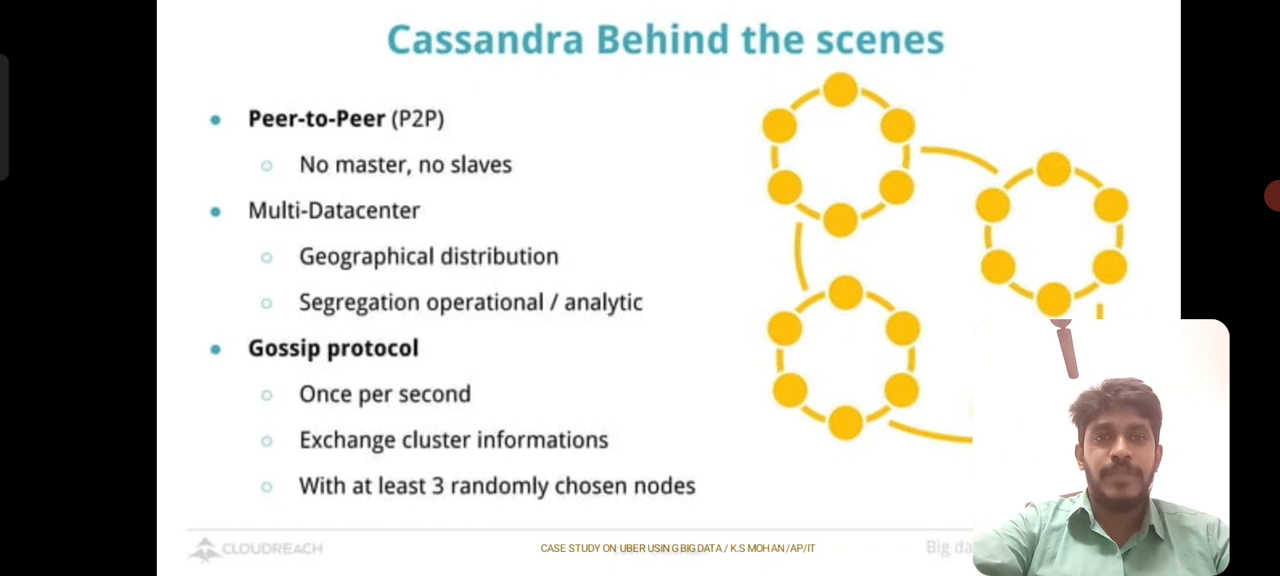 Cassandra Behind the scenes
Peer-to-Peer (P2P)
No master, no slaves
Multi-Datacenter
Geographical distribution
Segregation operational / analytic
Gossip protocol
Once per second
Exchange cluster informations
With at least 3 randomly chosen nodes
CLOUDREACH
CASE STUDY ON UBER USING BIG DATA / K.S MOHAN/AP/IT
Big